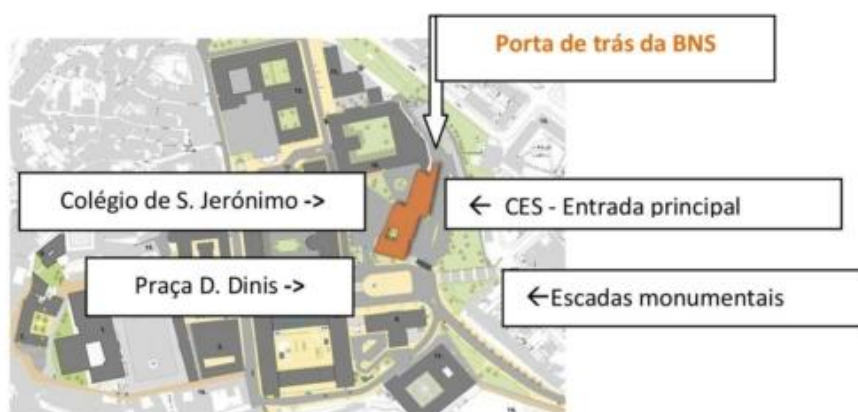 Porta de trás da BNS
Colégio de S. Jerónimo ->
← CES - Entrada principal
Praça D. Dinis ->
←Escadas monumentais